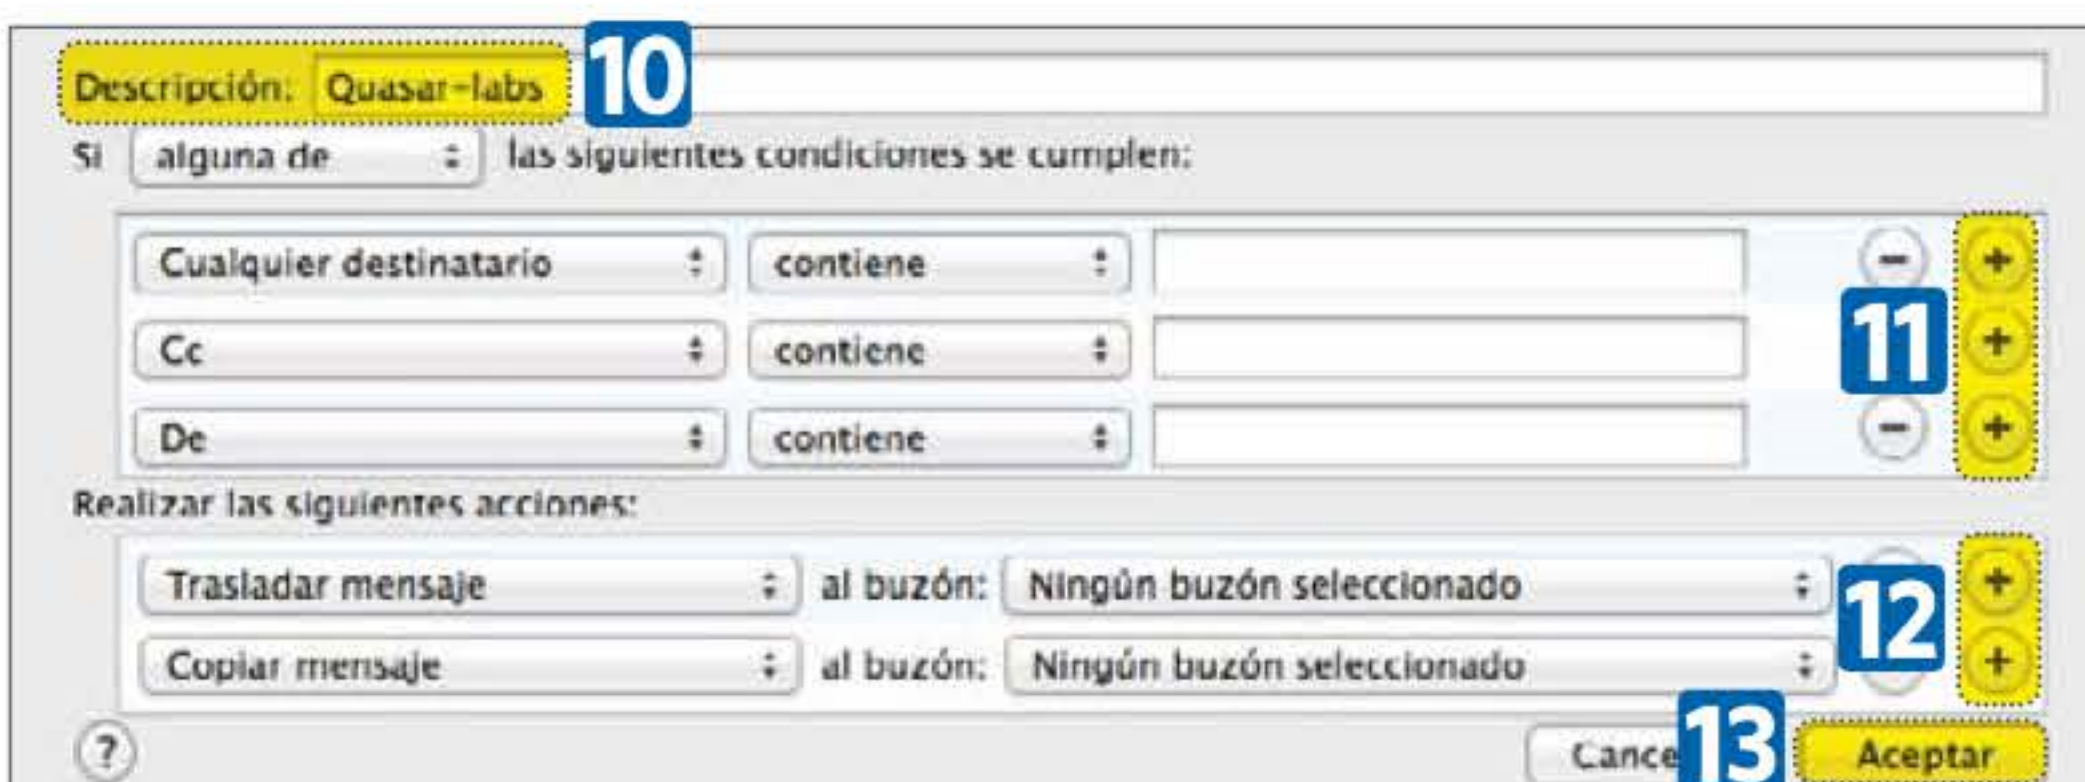 Descripción: Quasar-labs 10
Si alguna de las siguientes condiciones se cumplen:
Cualquier destinatario contiene − +
Cc contiene 11 +
De contiene − +
Realizar las siguientes acciones:
Trasladar mensaje al buzón: Ningún buzón seleccionado 12 +
Copiar mensaje al buzón: Ningún buzón seleccionado +
? Cance 13 Aceptar